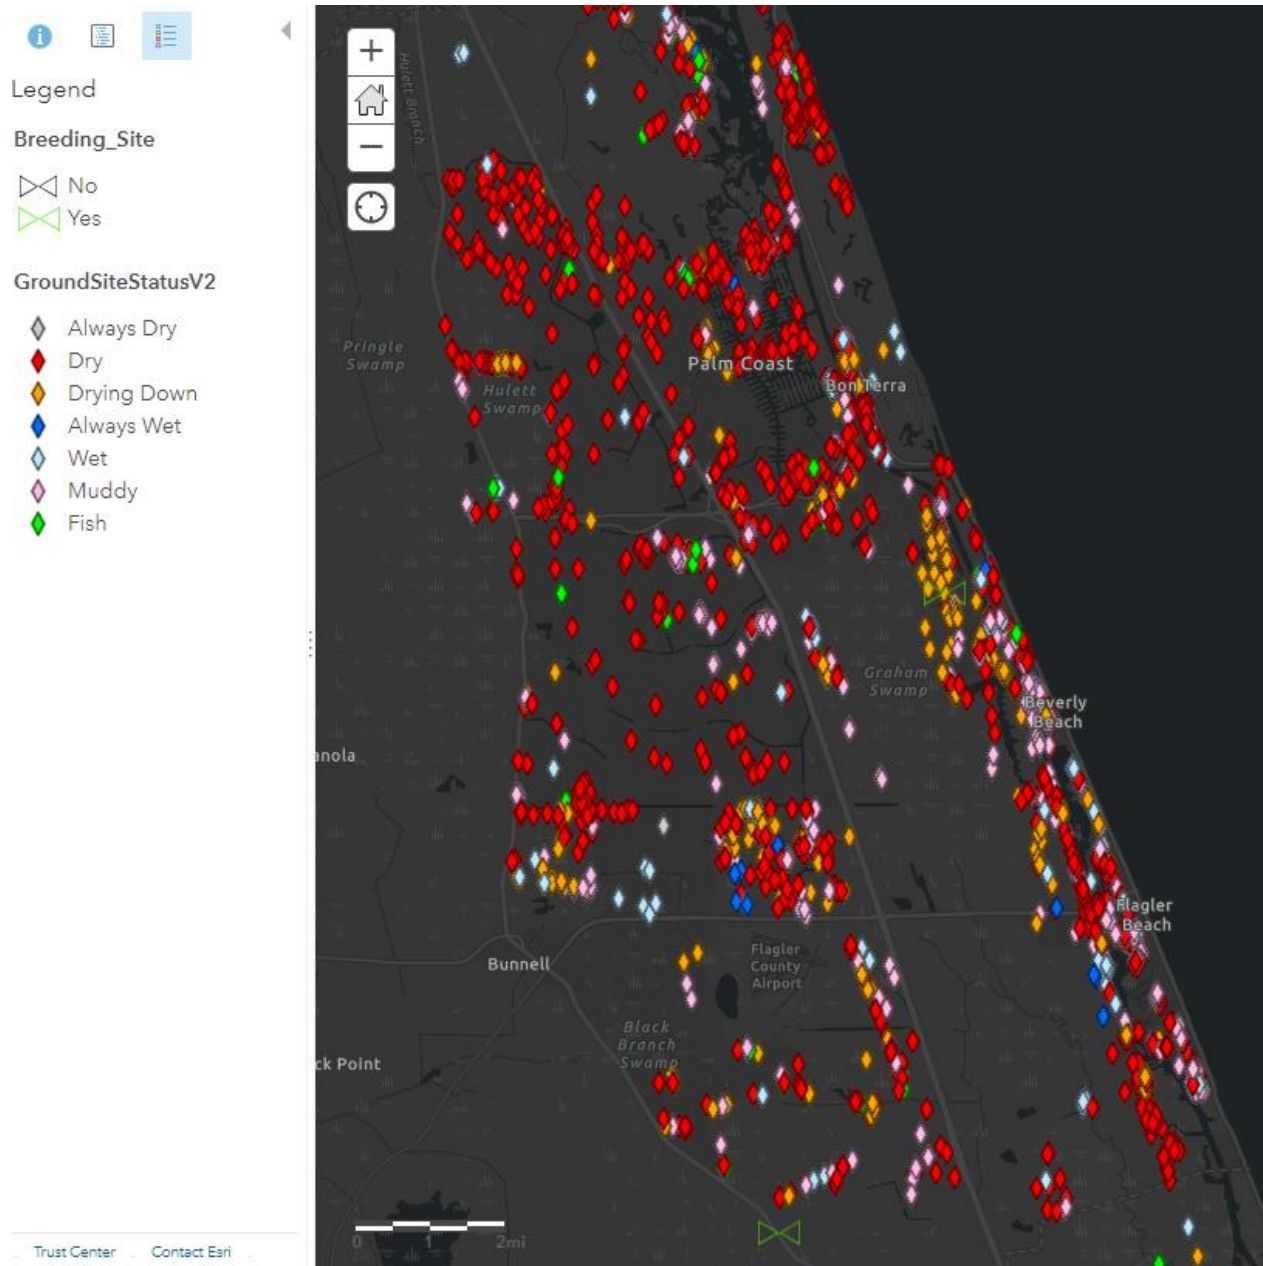 Legend
Breeding_Site
No
Yes
GroundSiteStatusV2
Always Dry
Dry
Drying Down
Always Wet
Wet
Muddy
Fish
Trust Center
Contact Esri
Hulett Branch
Pringle
Swamp
Hulett
Swamp
Palm Coast
Bon Terra
Graham
Swamp
Beverly
Beach
anola
Flagler
Beach
Bunnell
Flagler
County
Airport
Black
Branch
Swamp
ck Point
0 1 2mi